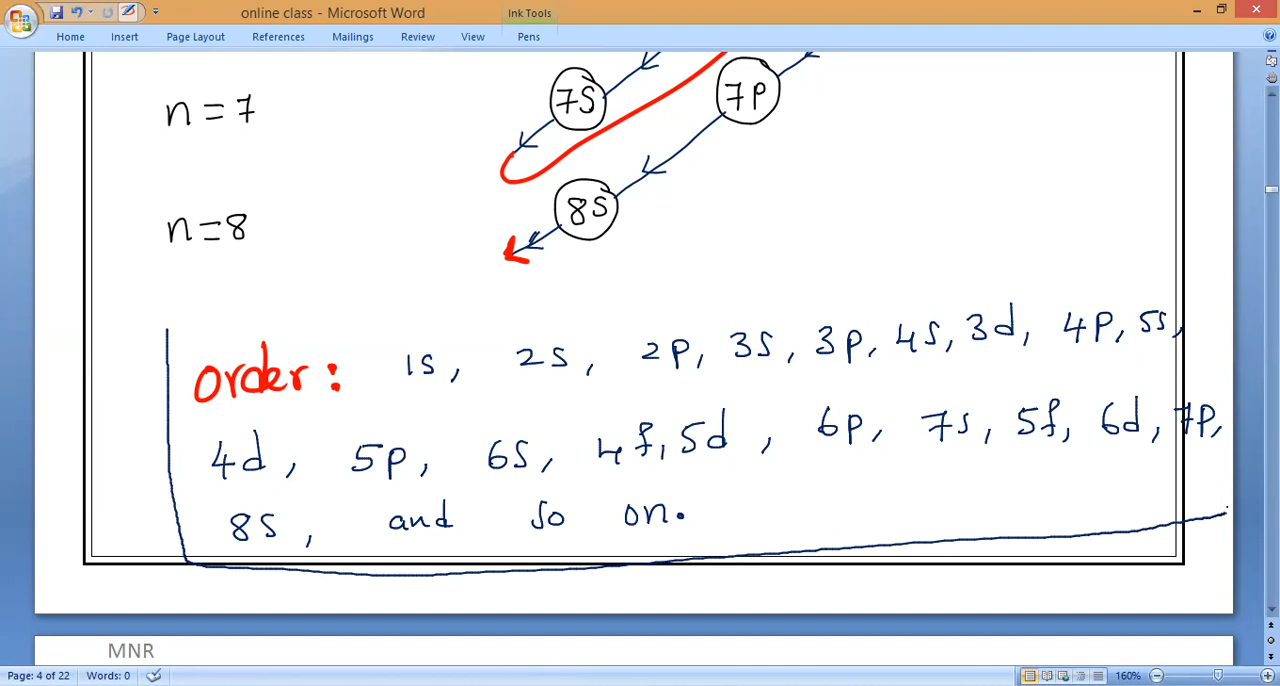 online class - Microsoft Word
Ink Tools
Home Insert Page Layout References Mailings Review View Pens
7S 7P
n = 7
8S
n = 8
order: 1s, 2s, 2p, 3s, 3p, 4s, 3d, 4p, 5s,
4d, 5p, 6s, 4f, 5d, 6p, 7s, 5f, 6d, 7p,
8s, and so on.
MNR
Page: 4 of 22 Words: 0 160%